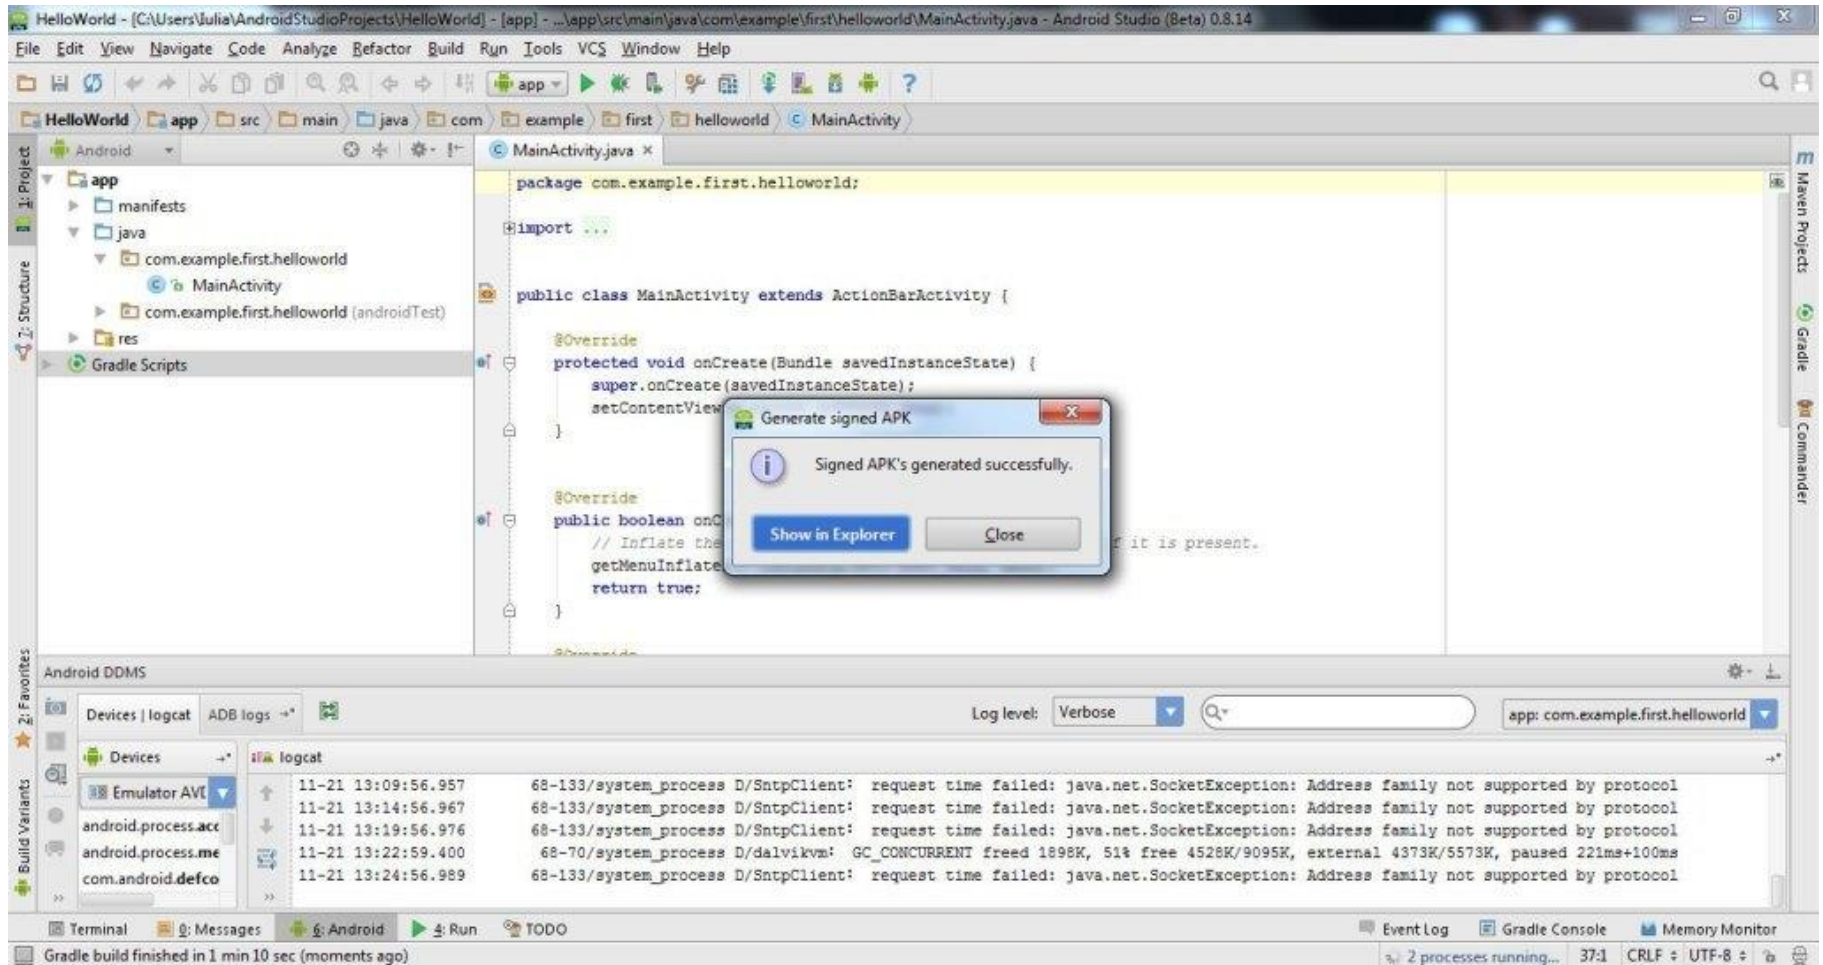 HelloWorld - [C:\Users\Iulia\AndroidStudioProjects\HelloWorld] - [app] - ...\app\src\main\java\com\example\first\helloworld\MainActivity.java - Android Studio (Beta) 0.8.14
File Edit View Navigate Code Analyze Refactor Build Run Tools VCS Window Help
app ?
HelloWorld app src main java com example first helloworld MainActivity
1: Project
Android
app
manifests
java
com.example.first.helloworld
MainActivity
com.example.first.helloworld (androidTest)
res
Gradle Scripts
7: Structure
2: Favorites
Build Variants
MainActivity.java ×
package com.example.first.helloworld;
import ...
public class MainActivity extends ActionBarActivity {
@Override
protected void onCreate(Bundle savedInstanceState) {
super.onCreate(savedInstanceState);
setContentView
}
@Override
public boolean onC
// Inflate the f it is present.
getMenuInflate
return true;
}
@Override
Generate signed APK
Signed APK's generated successfully.
Show in Explorer Close
m Maven Projects
Gradle
Commander
Android DDMS
Devices | logcat ADB logs
Log level: Verbose
app: com.example.first.helloworld
Devices
logcat
Emulator AVD
android.process.acc
android.process.me
com.android.defco
11-21 13:09:56.957 68-133/system_process D/SntpClient: request time failed: java.net.SocketException: Address family not supported by protocol
11-21 13:14:56.967 68-133/system_process D/SntpClient: request time failed: java.net.SocketException: Address family not supported by protocol
11-21 13:19:56.976 68-133/system_process D/SntpClient: request time failed: java.net.SocketException: Address family not supported by protocol
11-21 13:22:59.400 68-70/system_process D/dalvikvm: GC_CONCURRENT freed 1898K, 51% free 4528K/9095K, external 4373K/5573K, paused 221ms+100ms
11-21 13:24:56.989 68-133/system_process D/SntpClient: request time failed: java.net.SocketException: Address family not supported by protocol
Terminal 0: Messages 6: Android 4: Run TODO Event Log Gradle Console Memory Monitor
Gradle build finished in 1 min 10 sec (moments ago) 2 processes running... 37:1 CRLF UTF-8